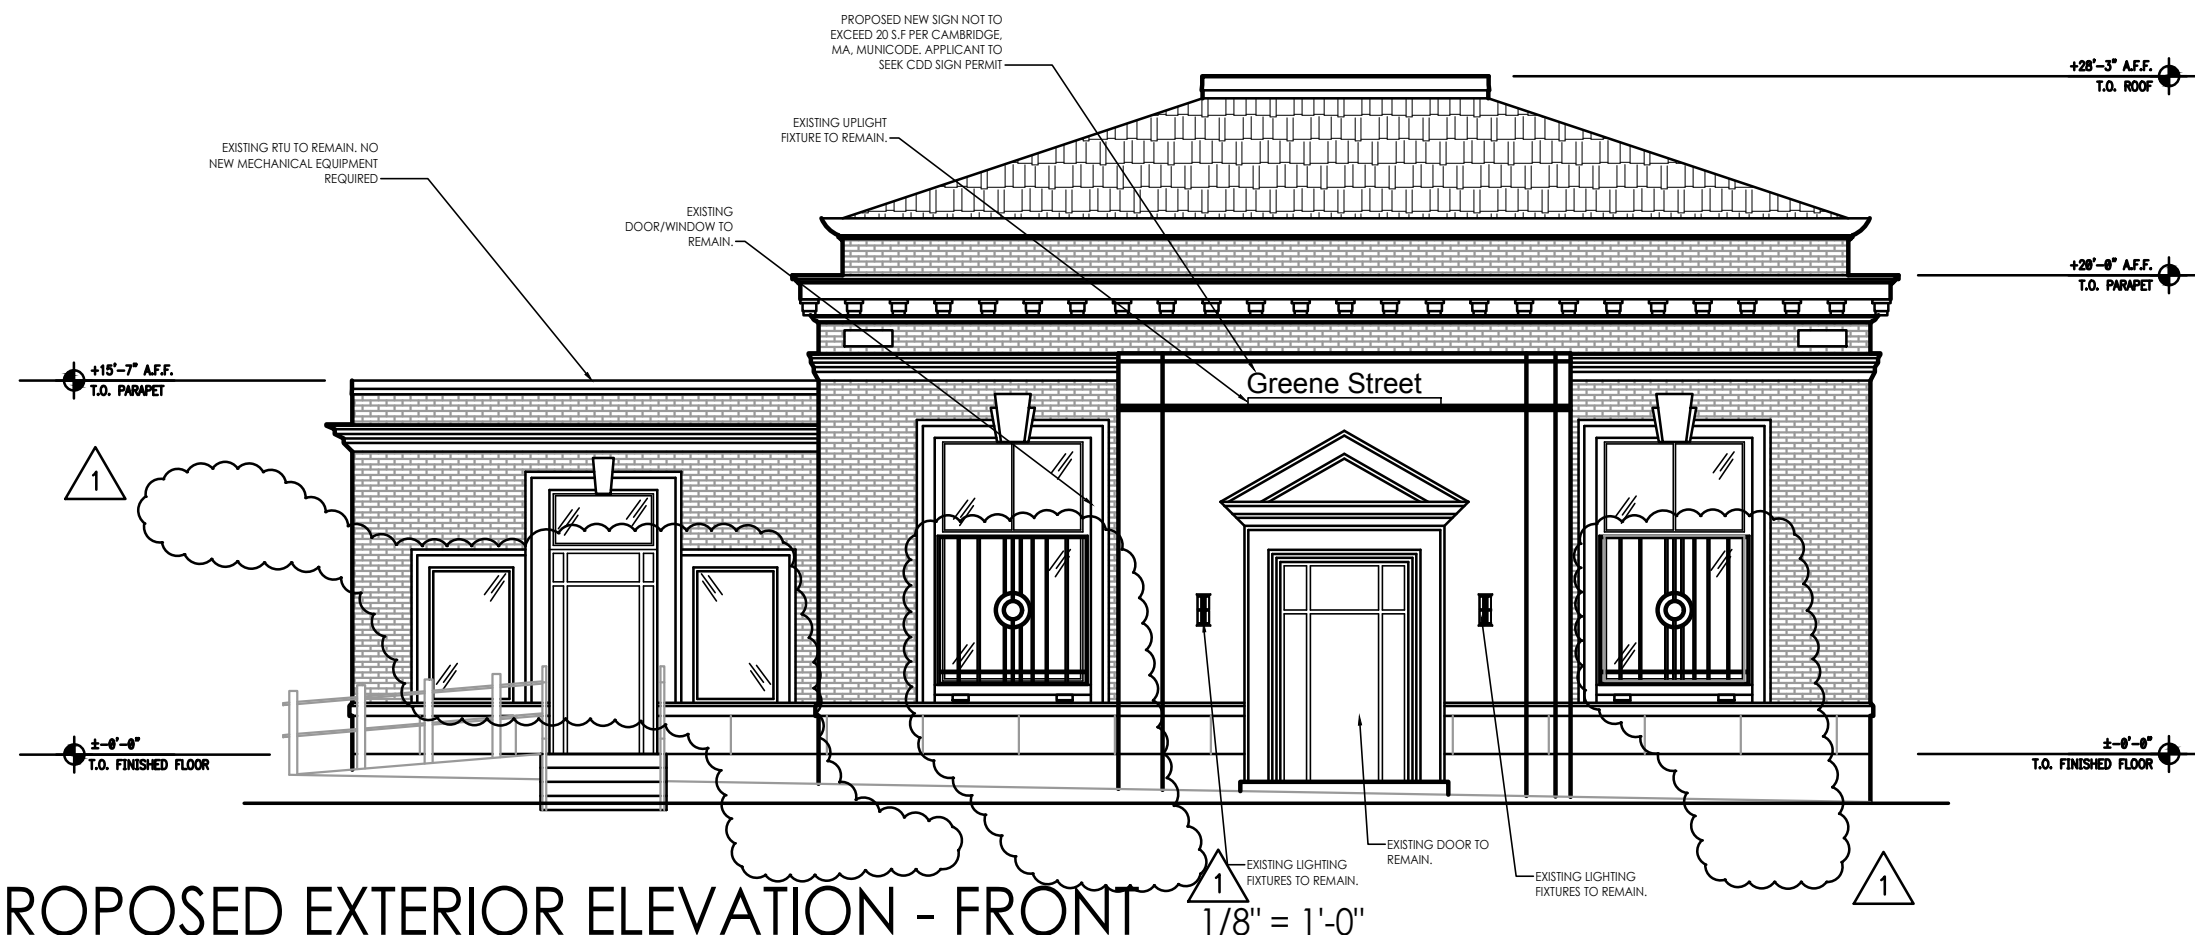 PROPOSED NEW SIGN NOT TO
EXCEED 20 S.F PER CAMBRIDGE,
MA, MUNICODE. APPLICANT TO
SEEK CDD SIGN PERMIT
+28'-3" A.F.F.
T.O. ROOF
EXISTING UPLIGHT
FIXTURE TO REMAIN.
EXISTING RTU TO REMAIN. NO
NEW MECHANICAL EQUIPMENT
REQUIRED
EXISTING
DOOR/WINDOW TO
REMAIN.
+20'-0" A.F.F.
T.O. PARAPET
+15'-7" A.F.F.
T.O. PARAPET
Greene Street
1
±-0'-0"
T.O. FINISHED FLOOR
±-0'-0"
T.O. FINISHED FLOOR
EXISTING DOOR TO
REMAIN.
EXISTING LIGHTING
FIXTURES TO REMAIN.
EXISTING LIGHTING
FIXTURES TO REMAIN.
1
1
ROPOSED EXTERIOR ELEVATION - FRONT
1/8" = 1'-0"